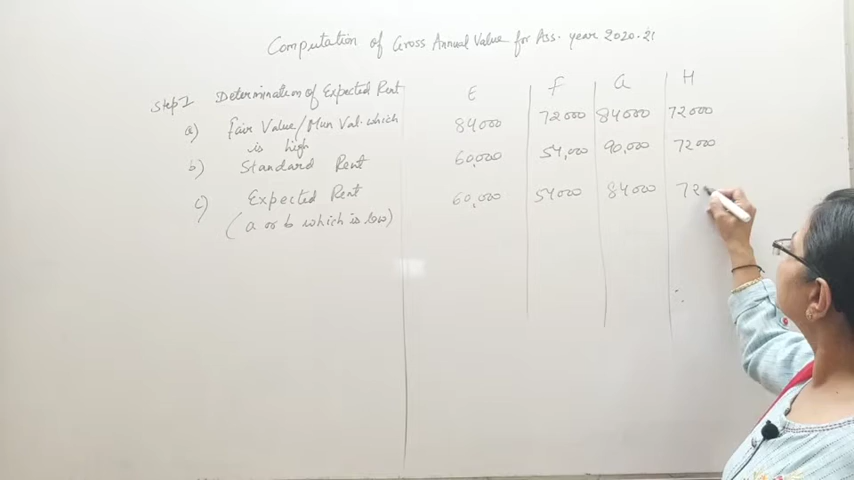 Computation of Gross Annual Value for Ass. year 2020-21
Step I Determination of Expected Rent E F G H
a) Fair Value/Mun Val. which is high 84000 72000 84000 72000
b) Standard Rent 60,000 54,000 90,000 72000
c) Expected Rent 60,000 54000 84000 72
(a or b which is low)